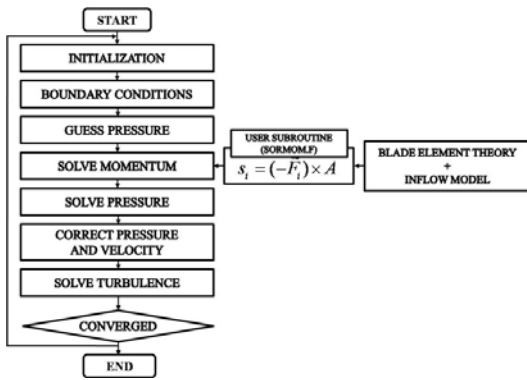 START
INITIALIZATION
BOUNDARY CONDITIONS
GUESS PRESSURE
SOLVE MOMENTUM
SOLVE PRESSURE
CORRECT PRESSURE
AND VELOCITY
SOLVE TURBULENCE
CONVERGED
END
USER SUBROUTINE
(SORMOM.F)
s_i = (-\vec{F_i}) × A
BLADE ELEMENT THEORY
+
INFLOW MODEL